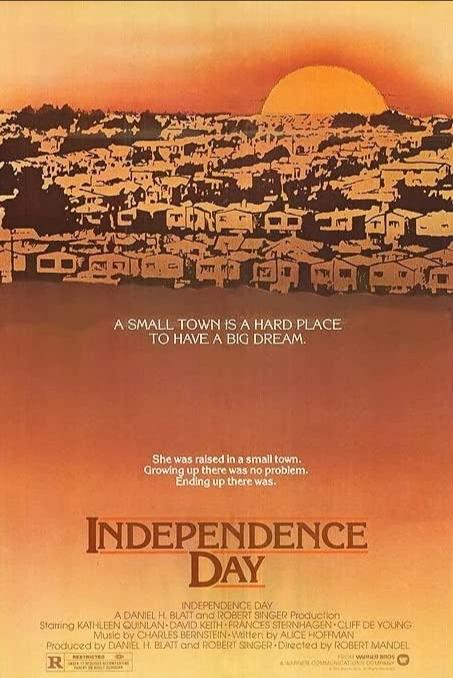 A SMALL TOWN IS A HARD PLACE
TO HAVE A BIG DREAM.
She was raised in a small town.
Growing up there was no problem.
Ending up there was.
INDEPENDENCE
DAY
INDEPENDENCE DAY
A DANIEL H. BLATT and ROBERT SINGER Production
Starring KATHLEEN QUINLAN • DAVID KEITH • FRANCES STERNHAGEN • CLIFF DE YOUNG
Music by CHARLES BERNSTEIN • Written by ALICE HOFFMAN
Produced by DANIEL H. BLATT and ROBERT SINGER • Directed by ROBERT MANDEL
R RESTRICTED
FROM WARNER BROS
A WARNER COMMUNICATIONS COMPANY